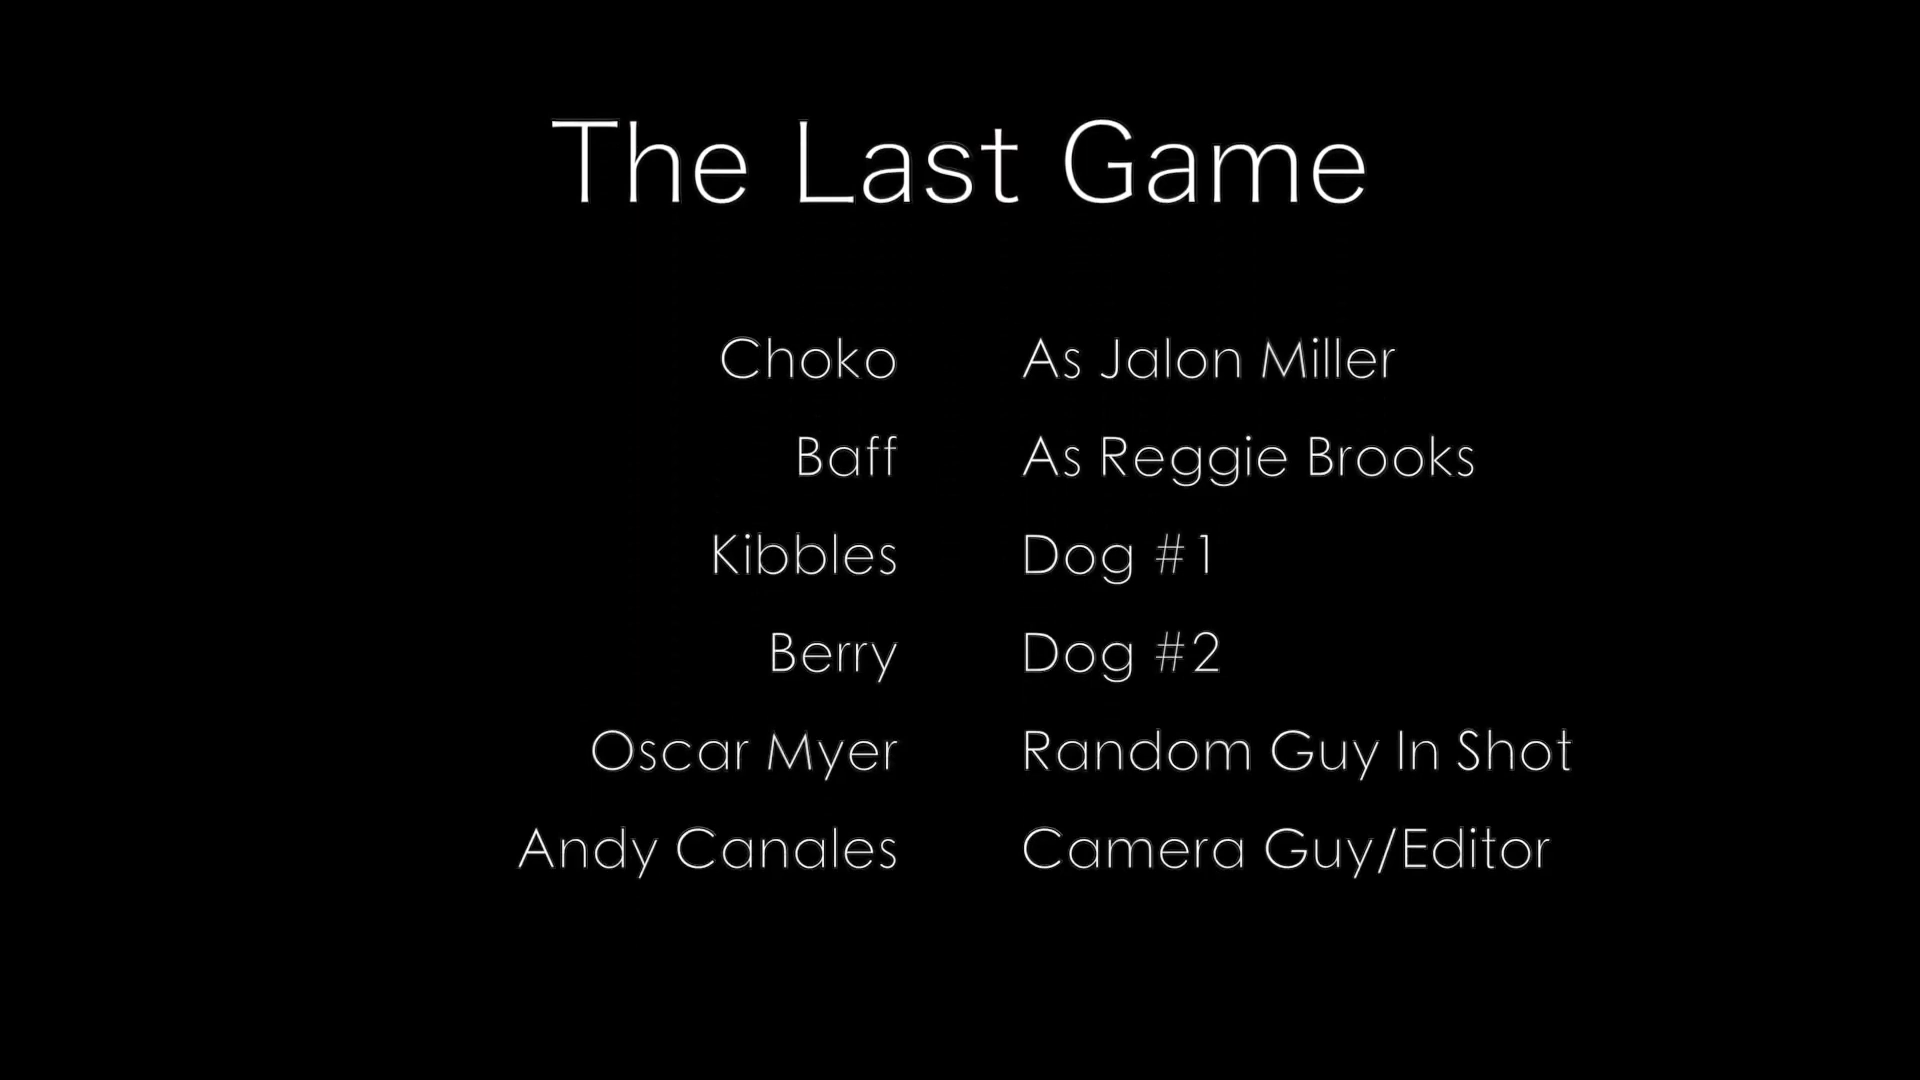 The Last Game
Choko As Jalon Miller
Baff As Reggie Brooks
Kibbles Dog #1
Berry Dog #2
Oscar Myer Random Guy In Shot
Andy Canales Camera Guy/Editor